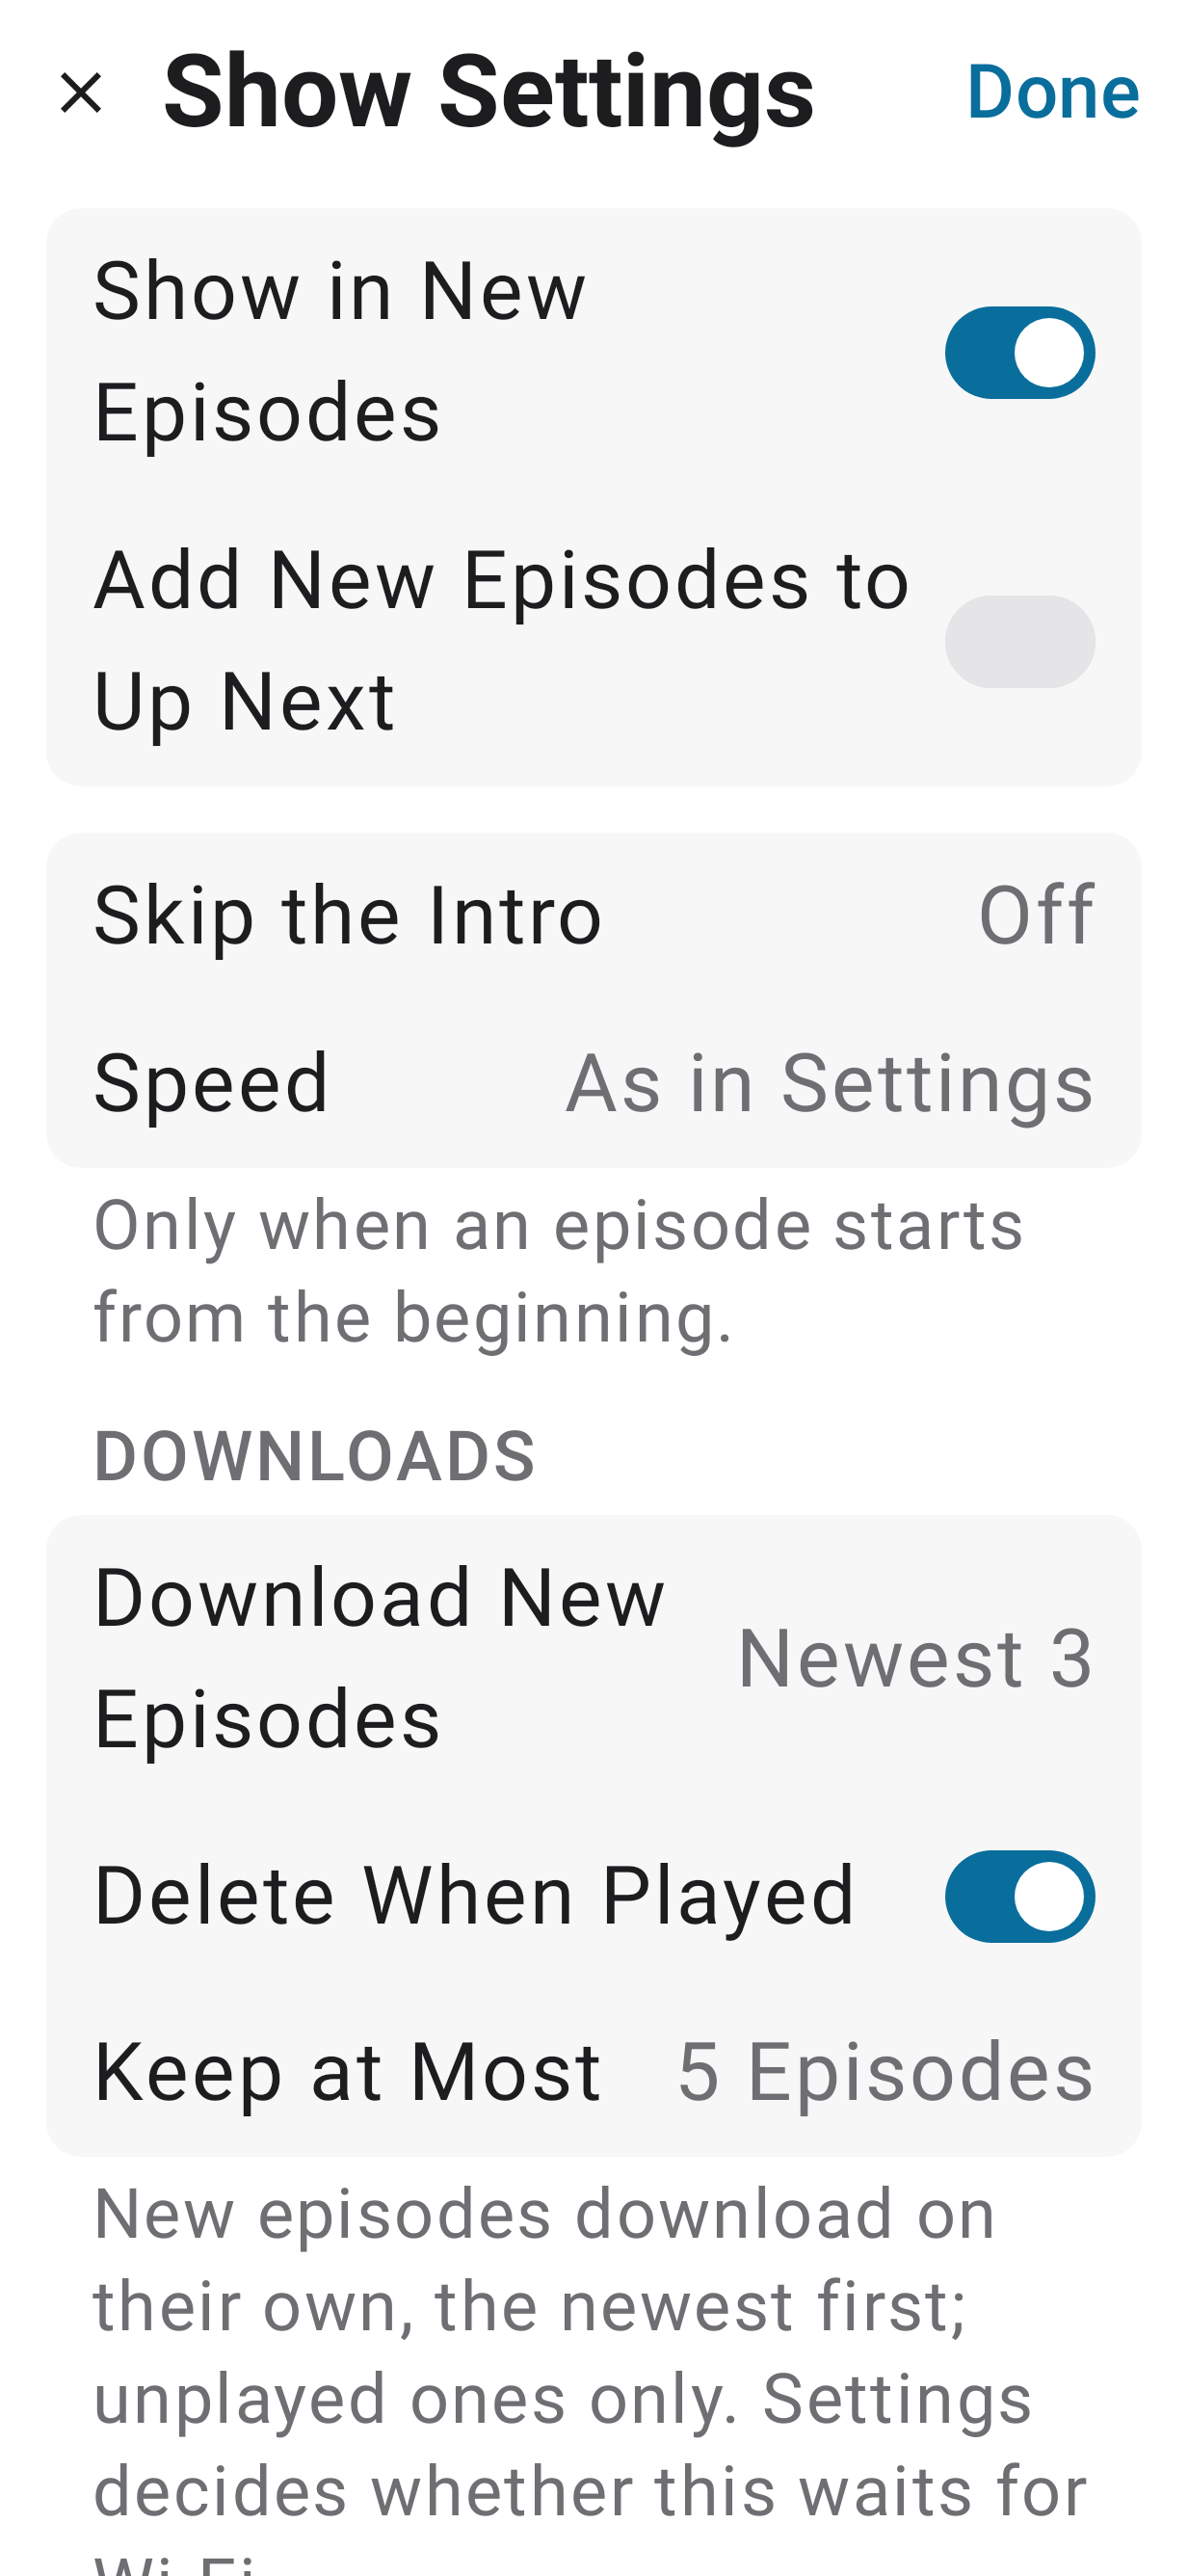 Show Settings
Done
Show in New
Episodes
Add New Episodes to
Up Next
Skip the Intro
Off
Speed
As in Settings
Only when an episode starts
from the beginning.
DOWNLOADS
Download New
Episodes
Newest 3
Delete When Played
Keep at Most
5 Episodes
New episodes download on
their own, the newest first;
unplayed ones only. Settings
decides whether this waits for